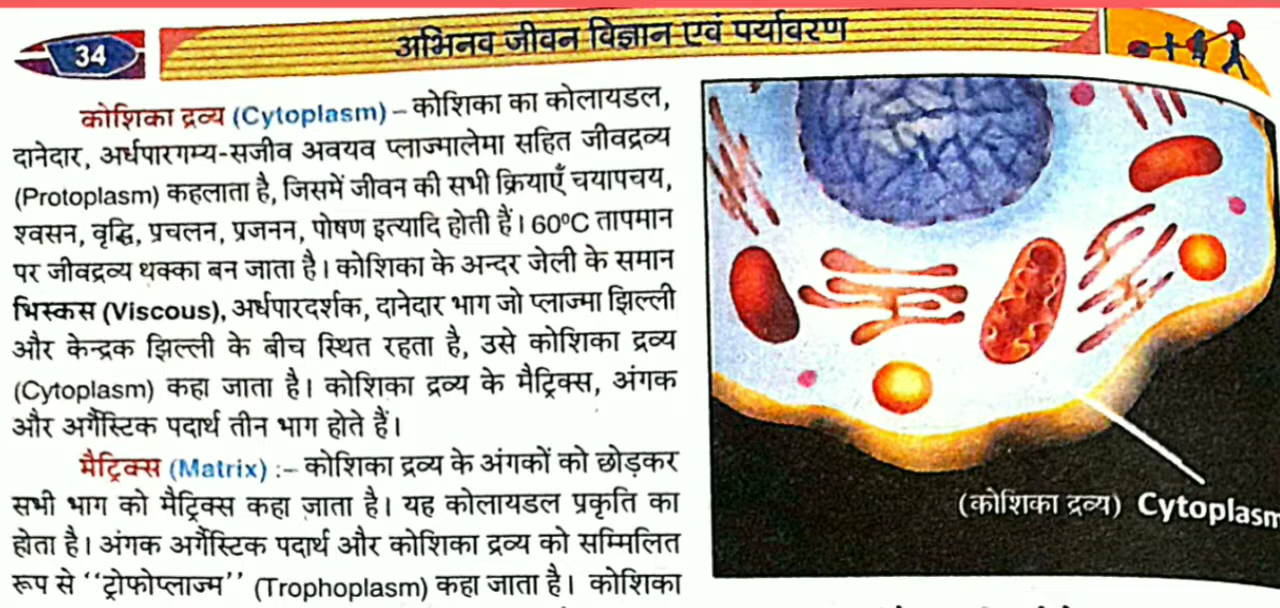 34
अभिनव जीवन विज्ञान एवं पर्यावरण
कोशिका द्रव्य (Cytoplasm) – कोशिका का कोलायडल,
दानेदार, अर्धपारगम्य-सजीव अवयव प्लाज्मालेमा सहित जीवद्रव्य
(Protoplasm) कहलाता है, जिसमें जीवन की सभी क्रियाएँ चयापचय,
श्वसन, वृद्धि, प्रचलन, प्रजनन, पोषण इत्यादि होती हैं। 60⁰C तापमान
पर जीवद्रव्य थक्का बन जाता है। कोशिका के अन्दर जेली के समान
भिस्कस (Viscous), अर्धपारदर्शक, दानेदार भाग जो प्लाज्मा झिल्ली
और केन्द्रक झिल्ली के बीच स्थित रहता है, उसे कोशिका द्रव्य
(Cytoplasm) कहा जाता है। कोशिका द्रव्य के मैट्रिक्स, अंगक
और अर्गैस्टिक पदार्थ तीन भाग होते हैं।
मैट्रिक्स (Matrix) :– कोशिका द्रव्य के अंगकों को छोड़कर
सभी भाग को मैट्रिक्स कहा जाता है। यह कोलायडल प्रकृति का
होता है। अंगक अर्गैस्टिक पदार्थ और कोशिका द्रव्य को सम्मिलित
रूप से ‘‘ट्रोफोप्लाज्म’’ (Trophoplasm) कहा जाता है। कोशिका
(कोशिका द्रव्य) Cytoplasm